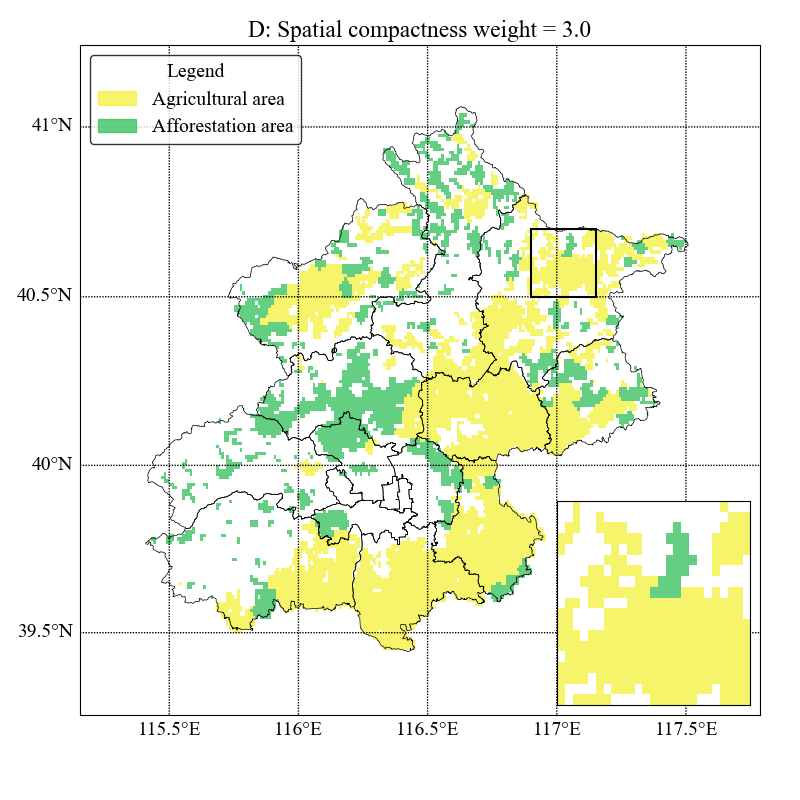 D: Spatial compactness weight = 3.0
Legend
Agricultural area
Afforestation area
41°N
40.5°N
40°N
39.5°N
115.5°E 116°E 116.5°E 117°E 117.5°E